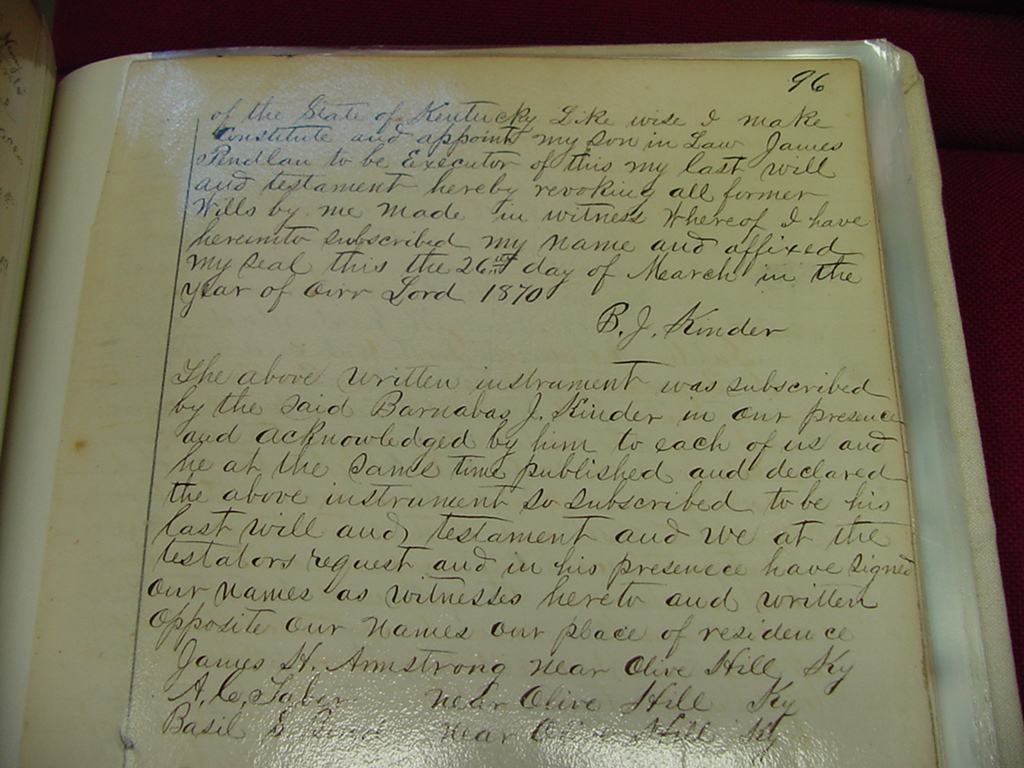 96
of the State of Kentucky Like wise I make
Constitute and appoint my son in Law James
Pendlan to be Executor of this my last will
and testament hereby revoking all former
Wills by me made in witness Whereof I have
hereinto subscribed my name and affixed
my seal this the 26th day of March in the
year of Our Lord 1870
B. J. Kinder
The above written instrument was subscribed
by the said Barnabas J. Kinder in our presence
and acknowledged by him to each of us and
he at the same time published and declared
the above instrument so subscribed to be his
last will and testament and we at the
testators request and in his presence have signed
our names as witnesses hereto and written
opposite our names our place of residence
James H. Armstrong near Olive Hill Ky
A. C. Tabor near Olive Hill Ky
Basil near Olive Hill Ky